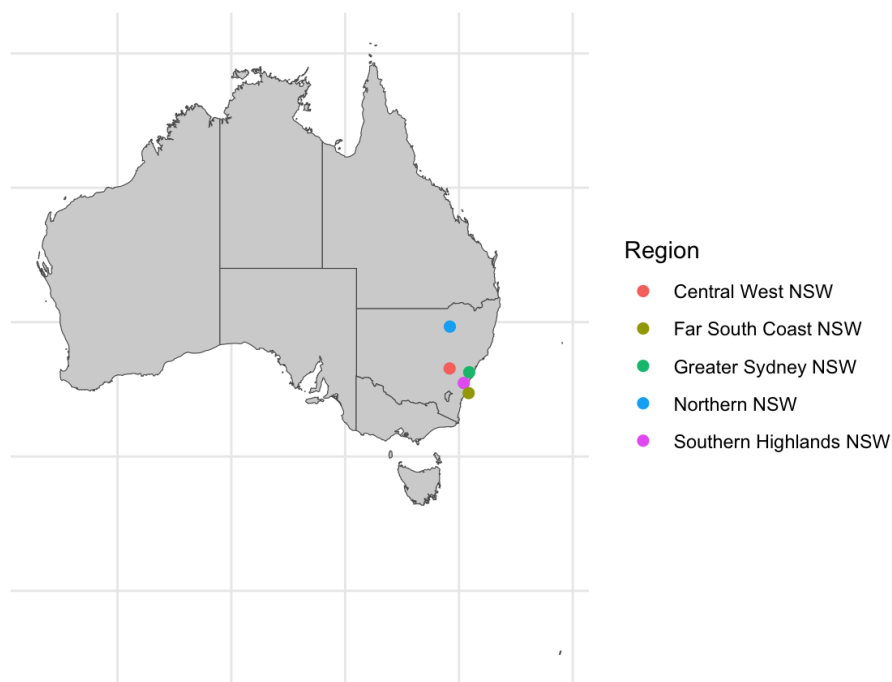 Region
Central West NSW
Far South Coast NSW
Greater Sydney NSW
Northern NSW
Southern Highlands NSW